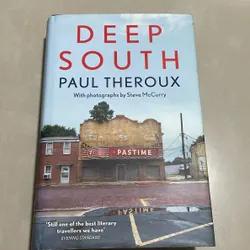 DEEP
SOUTH
PAUL THEROUX
With photographs by Steve McCurry
PASTIME
'Still one of the best literary
travellers we have'
EVENING STANDARD